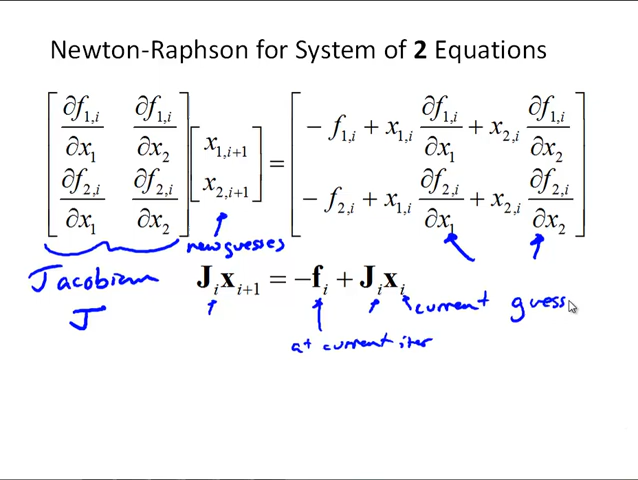 Newton-Raphson for System of 2 Equations
[∂f₁,ᵢ/∂x₁ ∂f₁,ᵢ/∂x₂] [x₁,ᵢ₊₁] = [−f₁,ᵢ + x₁,ᵢ ∂f₁,ᵢ/∂x₁ + x₂,ᵢ ∂f₁,ᵢ/∂x₂]
[∂f₂,ᵢ/∂x₁ ∂f₂,ᵢ/∂x₂] [x₂,ᵢ₊₁] [−f₂,ᵢ + x₁,ᵢ ∂f₂,ᵢ/∂x₁ + x₂,ᵢ ∂f₂,ᵢ/∂x₂]
new guesses
Jacobian
Jᵢxᵢ₊₁ = −fᵢ + Jᵢxᵢ
current guess
J
at current iter